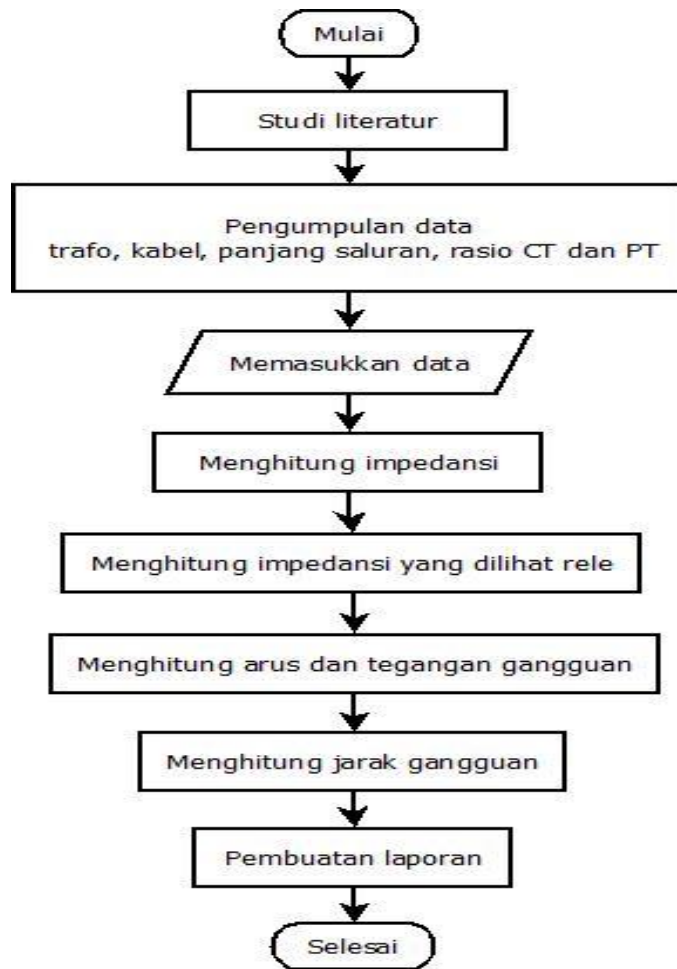 Mulai
Studi literatur
Pengumpulan data
trafo, kabel, panjang saluran, rasio CT dan PT
Memasukkan data
Menghitung impedansi
Menghitung impedansi yang dilihat rele
Menghitung arus dan tegangan gangguan
Menghitung jarak gangguan
Pembuatan laporan
Selesai